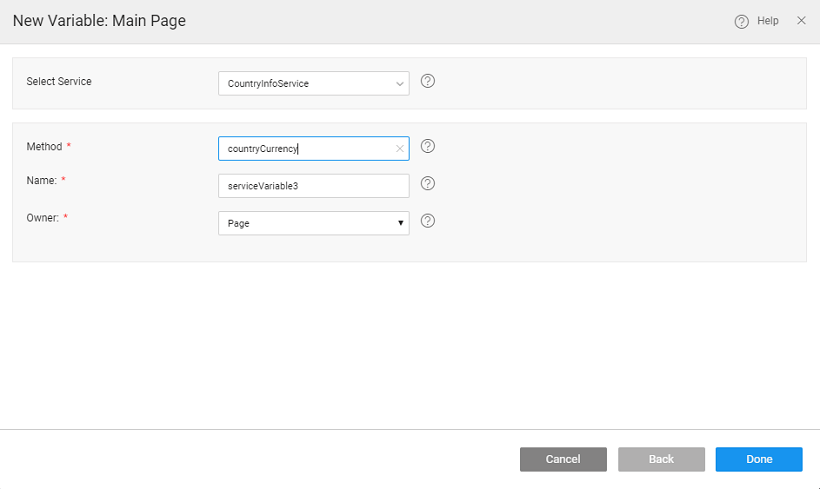 New Variable: Main Page
Help
Select Service CountryInfoService
Method * countryCurrency
Name: * serviceVariable3
Owner: * Page
Cancel Back Done